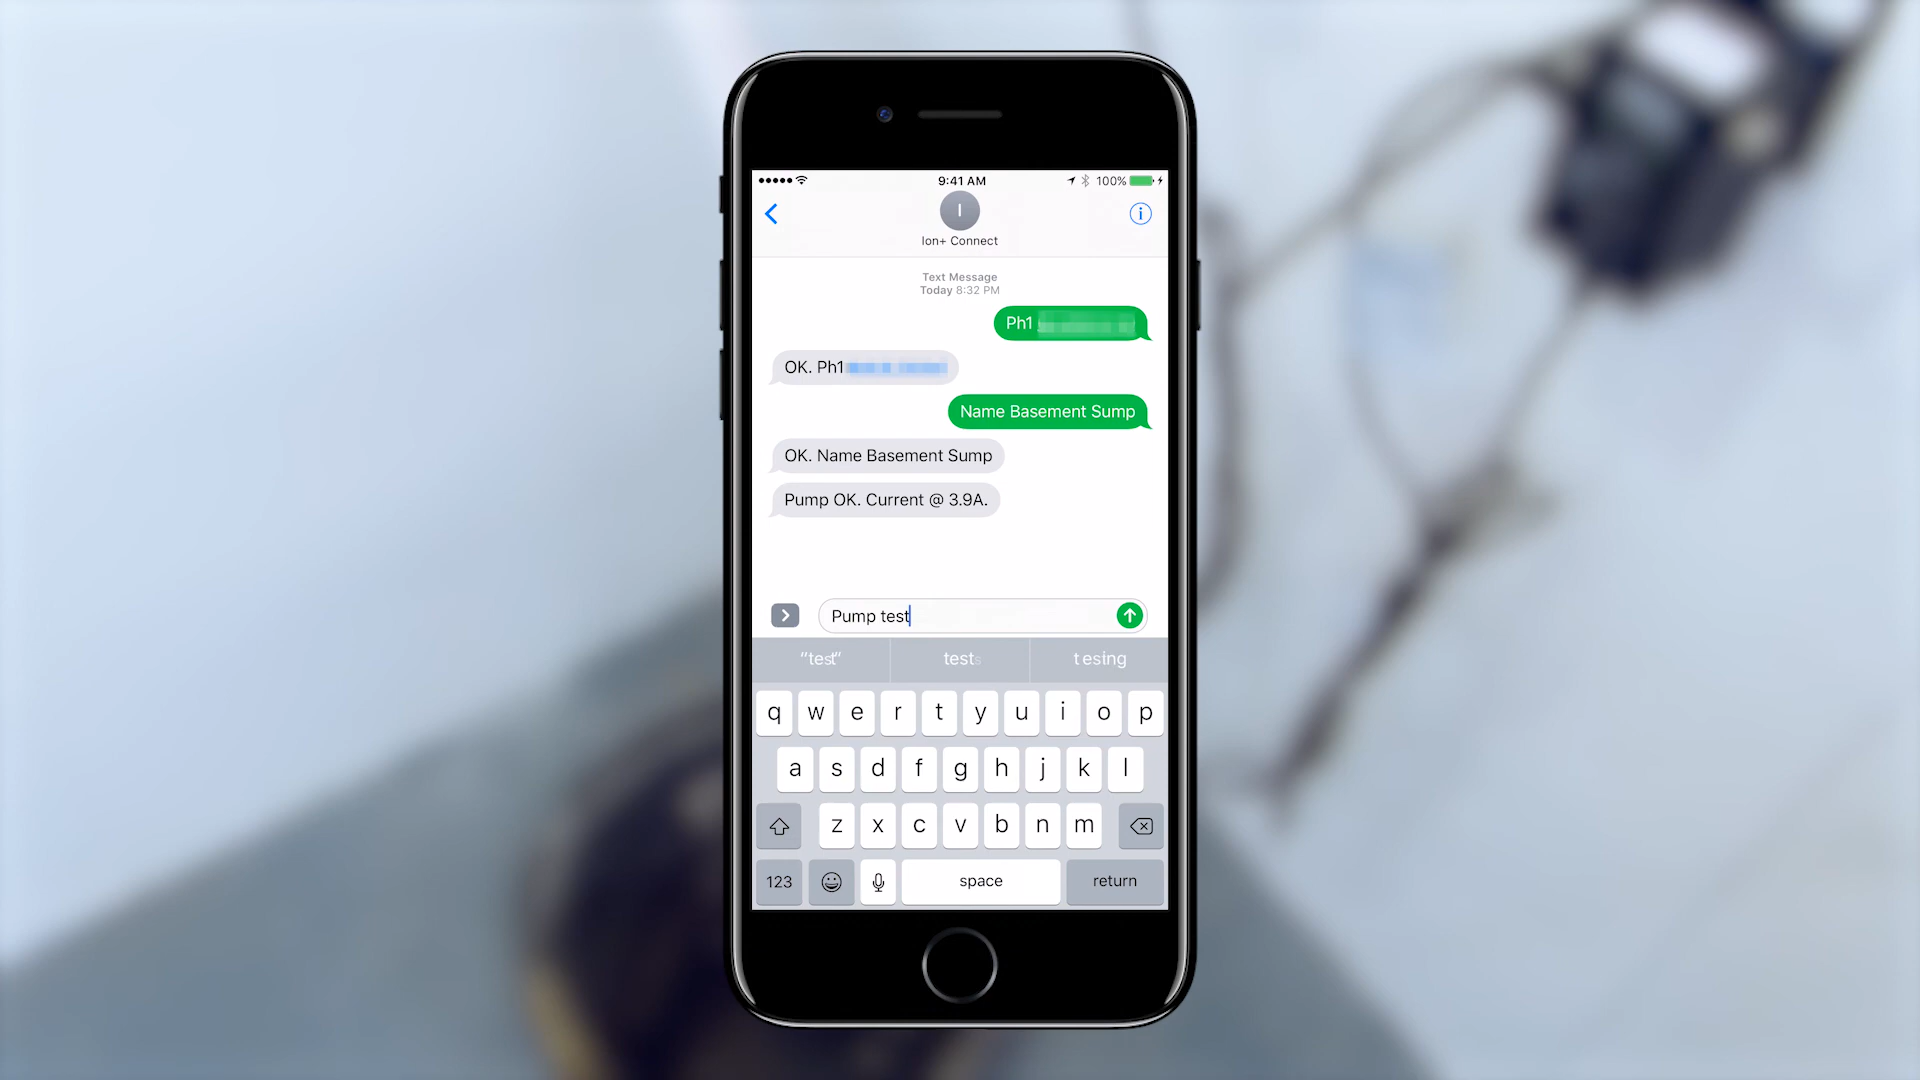 9:41 AM
100%
I
Ion+ Connect
Text Message
Today 8:32 PM
Ph1
OK. Ph1
Name Basement Sump
OK. Name Basement Sump
Pump OK. Current @ 3.9A.
Pump test
"test" tests tesing
q w e r t y u i o p
a s d f g h j k l
z x c v b n m
123 space return